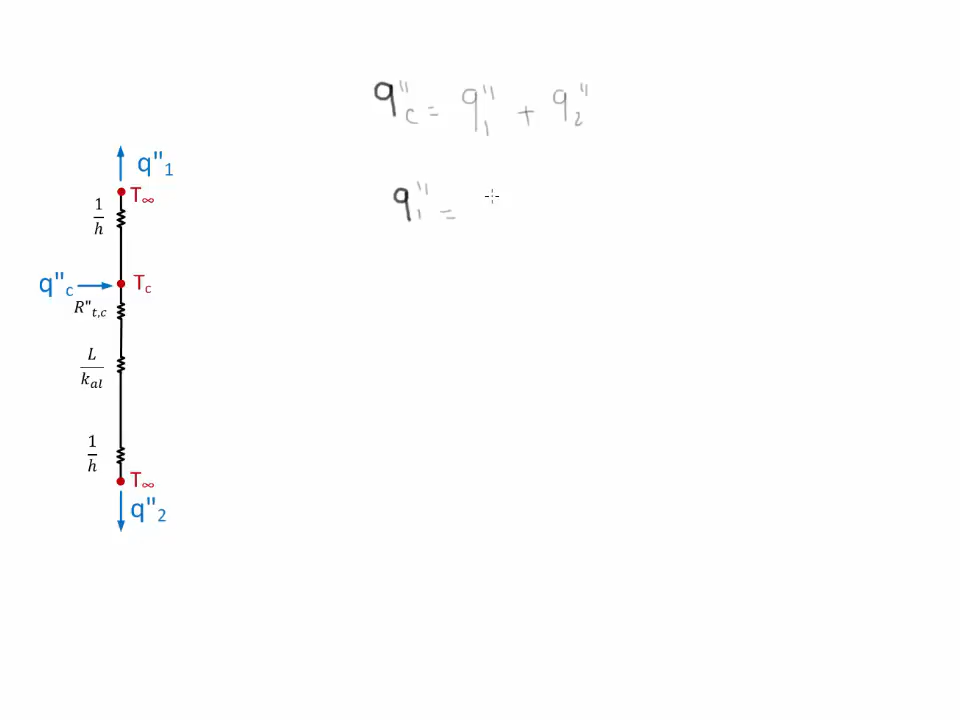 q"c = q"1 + q"2
q"1
T∞
1/h
q"1 =
q"c
Tc
R"t,c
L/kal
1/h
T∞
q"2